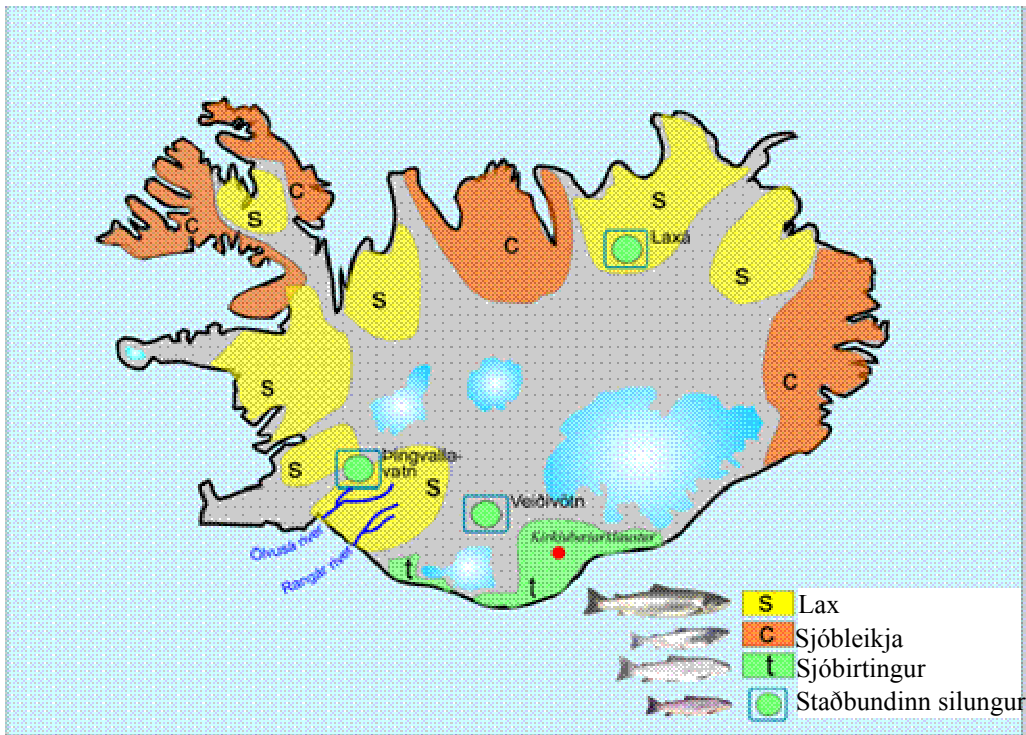 C
S
C
S
C
S
Laxá
S
S
S
C
Þingvalla-
vatn
S
S
Veiðivötn
Ölvusá river
Kirkjubæjarklaustur
Rangár river
t
t
S Lax
C Sjóbleikja
t Sjóbirtingur
Staðbundinn silungur